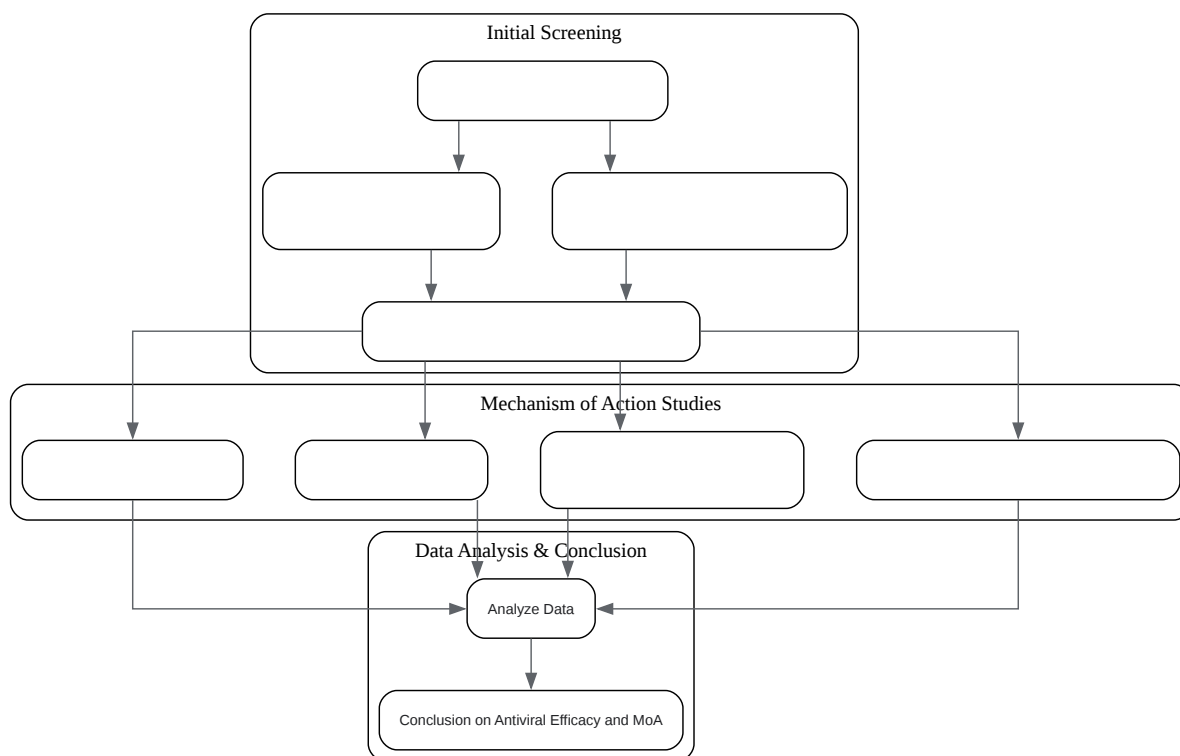 Initial Screening
Mechanism of Action Studies
Data Analysis & Conclusion
Analyze Data
Conclusion on Antiviral Efficacy and MoA